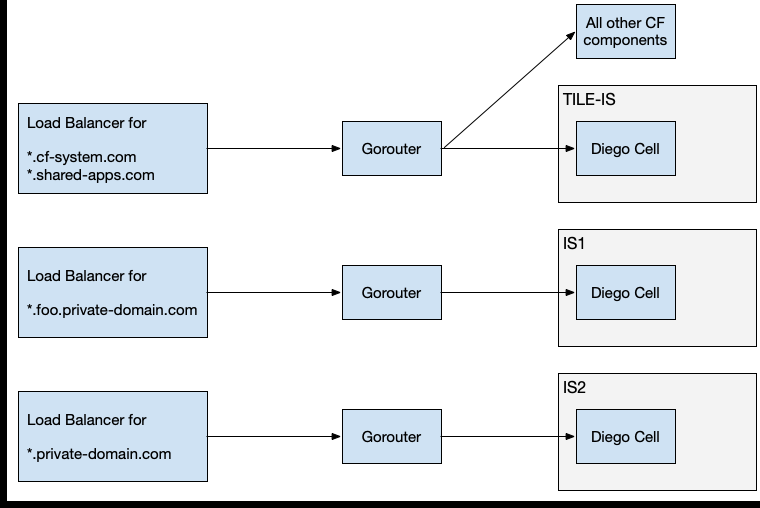 All other CF
components
TILE-IS
Load Balancer for
*.cf-system.com
*.shared-apps.com
Gorouter
Diego Cell
IS1
Load Balancer for
*.foo.private-domain.com
Gorouter
Diego Cell
IS2
Load Balancer for
*.private-domain.com
Gorouter
Diego Cell